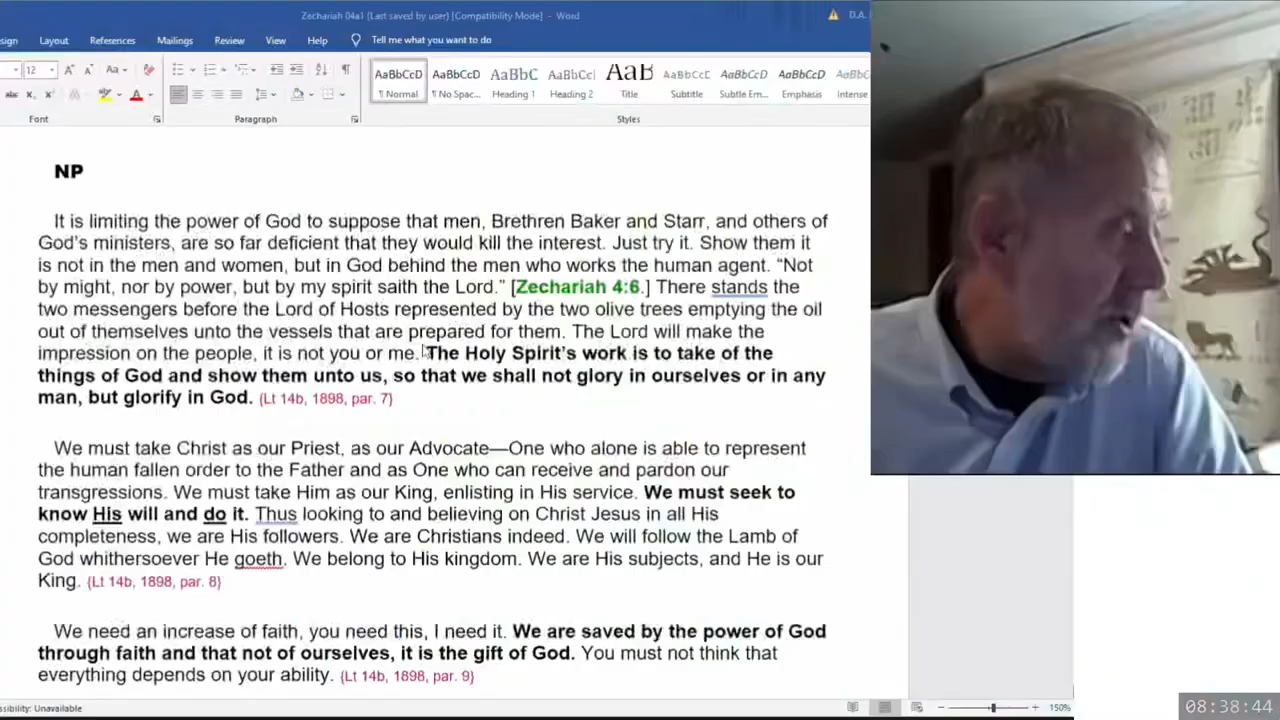 Zechariah 04a1 (Last saved by user) [Compatibility Mode] - Word
D.A.
sign Layout References Mailings Review View Help Tell me what you want to do
12 Aa
AaBbCcD AaBbCcD AaBbC AaBbCc AaB AaBbCcD AaBbCcD AaBbCcD AaBbCc
¶ Normal ¶ No Spac... Heading 1 Heading 2 Title Subtitle Subtle Em... Emphasis Intense
Font Paragraph Styles
NP
It is limiting the power of God to suppose that men, Brethren Baker and Starr, and others of
God's ministers, are so far deficient that they would kill the interest. Just try it. Show them it
is not in the men and women, but in God behind the men who works the human agent. “Not
by might, nor by power, but by my spirit saith the Lord.” [Zechariah 4:6.] There stands the
two messengers before the Lord of Hosts represented by the two olive trees emptying the oil
out of themselves unto the vessels that are prepared for them. The Lord will make the
impression on the people, it is not you or me. The Holy Spirit's work is to take of the
things of God and show them unto us, so that we shall not glory in ourselves or in any
man, but glorify in God. {Lt 14b, 1898, par. 7}
We must take Christ as our Priest, as our Advocate—One who alone is able to represent
the human fallen order to the Father and as One who can receive and pardon our
transgressions. We must take Him as our King, enlisting in His service. We must seek to
know His will and do it. Thus looking to and believing on Christ Jesus in all His
completeness, we are His followers. We are Christians indeed. We will follow the Lamb of
God whithersoever He goeth. We belong to His kingdom. We are His subjects, and He is our
King. {Lt 14b, 1898, par. 8}
We need an increase of faith, you need this, I need it. We are saved by the power of God
through faith and that not of ourselves, it is the gift of God. You must not think that
everything depends on your ability. {Lt 14b, 1898, par. 9}
ssibility: Unavailable
150%
08:38:44